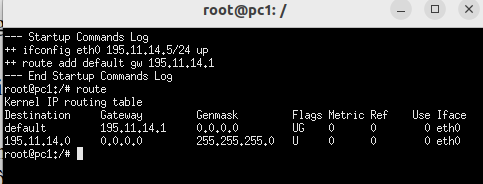 root@pc1: /
--- Startup Commands Log
++ ifconfig eth0 195.11.14.5/24 up
++ route add default gw 195.11.14.1
--- End Startup Commands Log
root@pc1:/# route
Kernel IP routing table
Destination     Gateway         Genmask         Flags Metric Ref    Use Iface
default         195.11.14.1     0.0.0.0         UG    0      0        0 eth0
195.11.14.0     0.0.0.0         255.255.255.0   U     0      0        0 eth0
root@pc1:/#